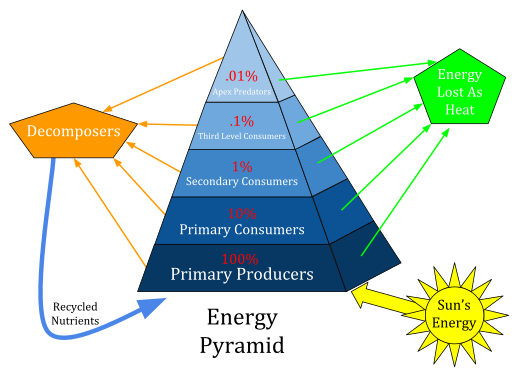 .01%
Apex Predators
.1%
Third Level Consumers
1%
Secondary Consumers
10%
Primary Consumers
100%
Primary Producers
Decomposers
Energy
Lost As
Heat
Recycled
Nutrients
Energy
Pyramid
Sun's
Energy